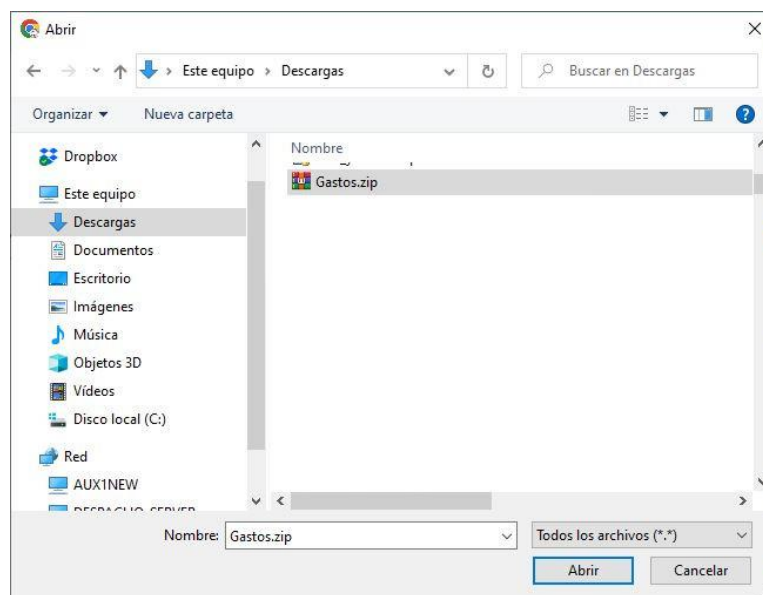 Abrir
Este equipo > Descargas
Buscar en Descargas
Organizar
Nueva carpeta
Dropbox
Este equipo
Descargas
Documentos
Escritorio
Imágenes
Música
Objetos 3D
Vídeos
Disco local (C:)
Red
AUX1NEW
Nombre
Gastos.zip
Nombre: Gastos.zip
Todos los archivos (*.*)
Abrir
Cancelar